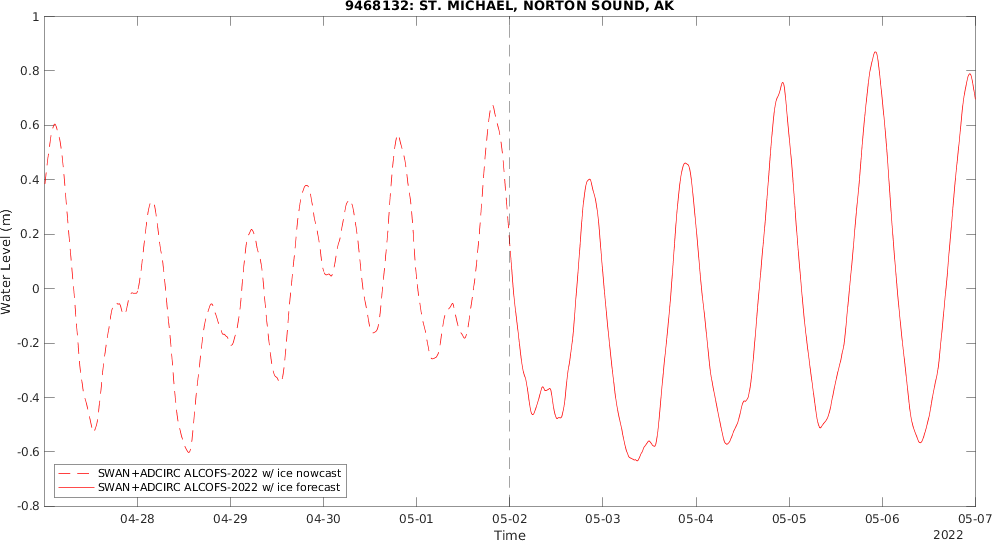 9468132: ST. MICHAEL, NORTON SOUND, AK
1
0.8
0.6
0.4
0.2
0
-0.2
-0.4
-0.6
-0.8
Water Level (m)
SWAN+ADCIRC ALCOFS-2022 w/ ice nowcast
SWAN+ADCIRC ALCOFS-2022 w/ ice forecast
04-28 04-29 04-30 05-01 05-02 05-03 05-04 05-05 05-06 05-07
Time
2022